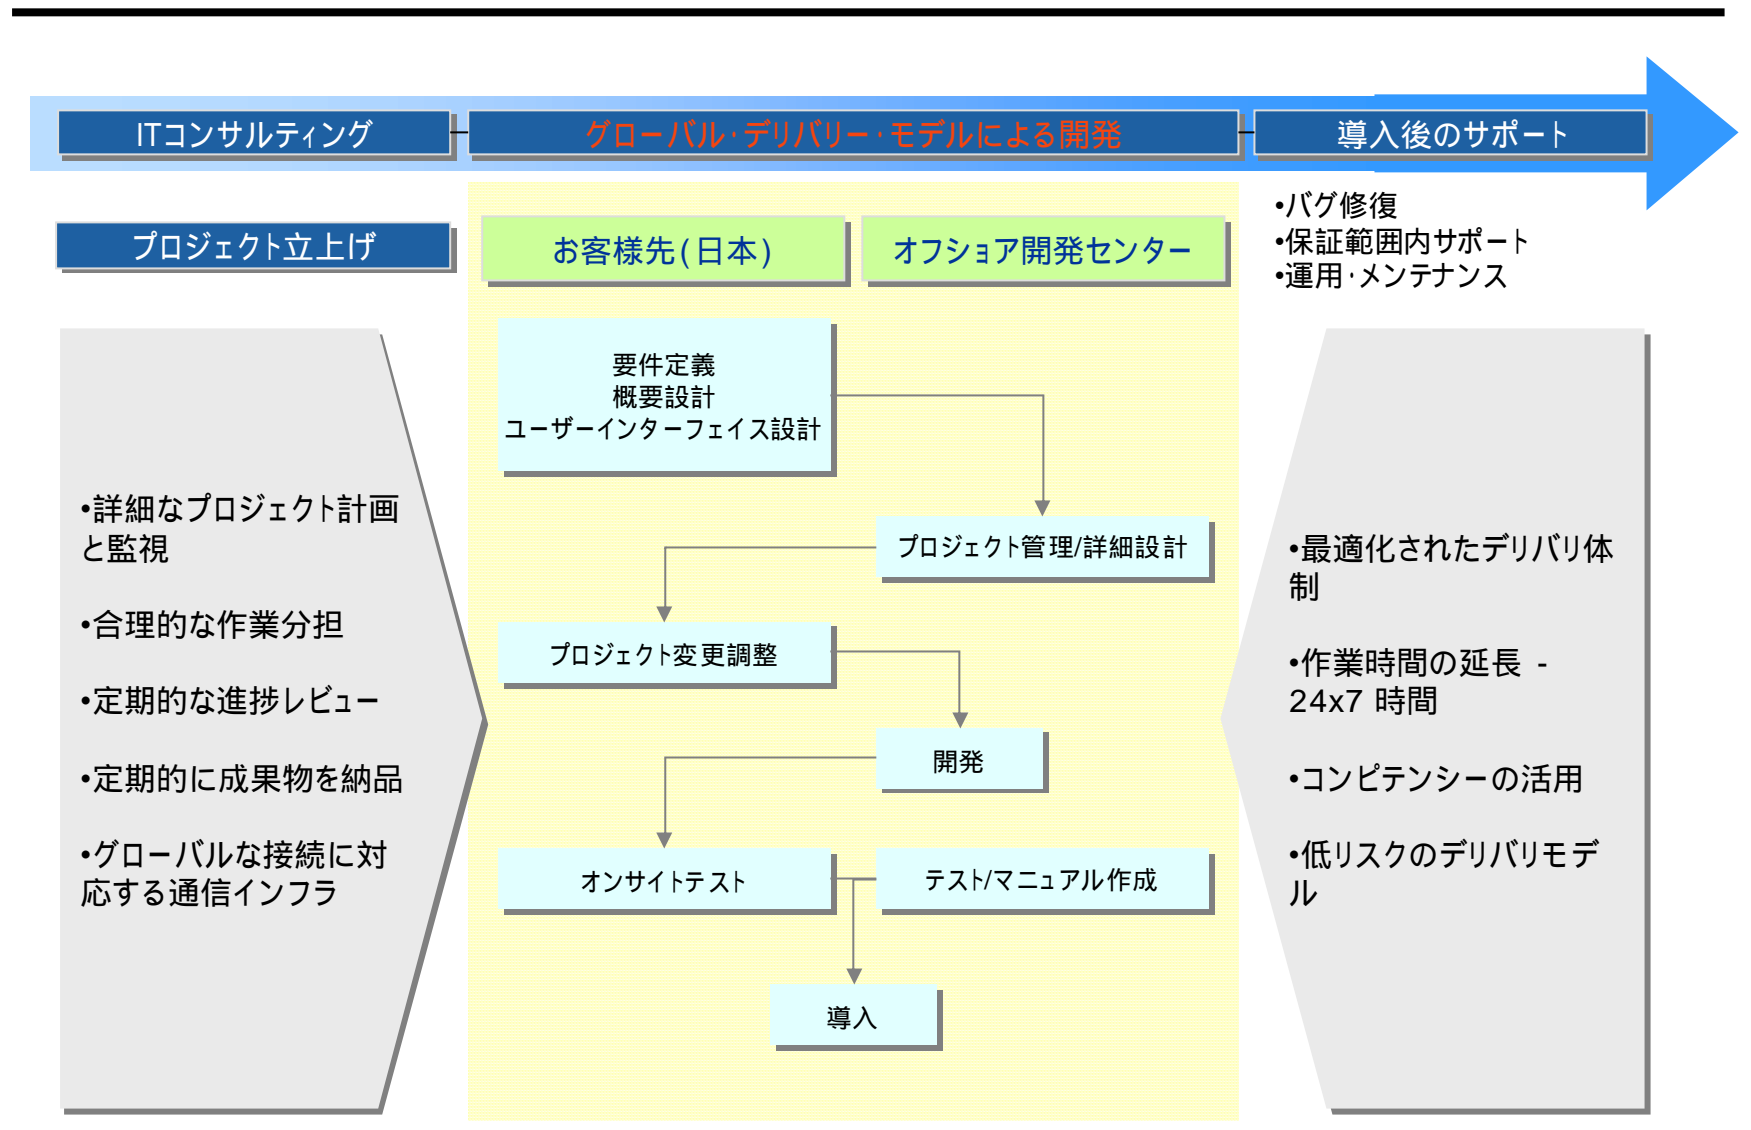 ITコンサルティング
グローバル・デリバリー・モデルによる開発
導入後のサポート
プロジェクト立上げ
お客様先(日本)
オフショア開発センター
•バグ修復
•保証範囲内サポート
•運用・メンテナンス
•詳細なプロジェクト計画
と監視
•合理的な作業分担
•定期的な進捗レビュー
•定期的に成果物を納品
•グローバルな接続に対
応する通信インフラ
要件定義
概要設計
ユーザーインターフェイス設計
プロジェクト管理/詳細設計
プロジェクト変更調整
開発
オンサイトテスト
テスト/マニュアル作成
導入
•最適化されたデリバリ体
制
•作業時間の延長 -
24x7 時間
•コンピテンシーの活用
•低リスクのデリバリモデ
ル